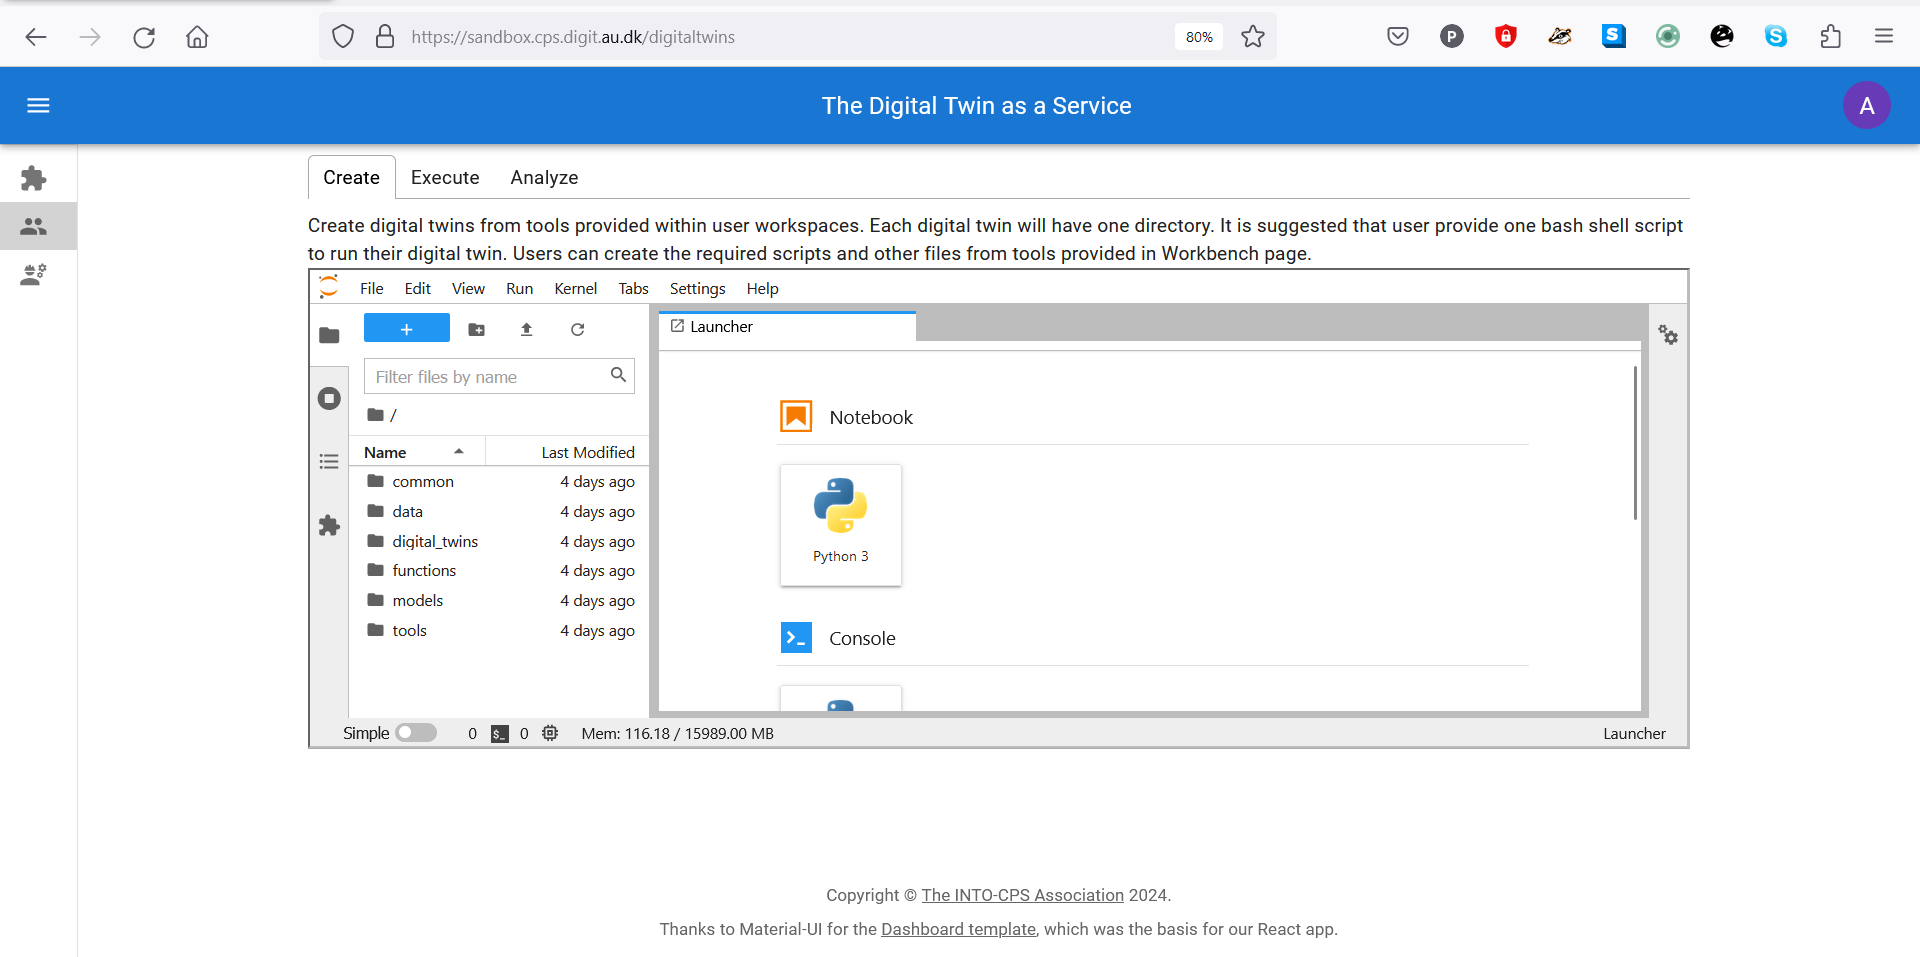 https://sandbox.cps.digit.au.dk/digitaltwins
80%
P
S
S
The Digital Twin as a Service
A
Create
Execute
Analyze
Create digital twins from tools provided within user workspaces. Each digital twin will have one directory. It is suggested that user provide one bash shell script
to run their digital twin. Users can create the required scripts and other files from tools provided in Workbench page.
File Edit View Run Kernel Tabs Settings Help
+
Launcher
Filter files by name
/
Name Last Modified
common 4 days ago
data 4 days ago
digital_twins 4 days ago
functions 4 days ago
models 4 days ago
tools 4 days ago
Notebook
Python 3
Console
Simple 0 $_ 0 Mem: 116.18 / 15989.00 MB Launcher
Copyright © The INTO-CPS Association 2024.
Thanks to Material-UI for the Dashboard template, which was the basis for our React app.